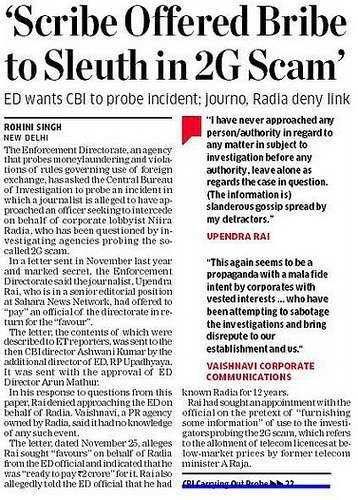 ‘Scribe Offered Bribe
to Sleuth in 2G Scam’
ED wants CBI to probe incident; journo, Radia deny link
ROHINI SINGH
NEW DELHI
The Enforcement Directorate, an agency
that probes money laundering and viola-
tions of rules governing use of foreign
exchange, has asked the Central Bureau
of Investigation to probe an incident in
which a journalist is alleged to have ap-
proached an officer seeking to intercede
on behalf of corporate lobbyist Niira
Radia, who has been questioned by in-
vestigating agencies probing the so-
called 2G scam.
In a letter sent in November last year
and marked secret, the Enforcement
Directorate said the journalist, Upendra
Rai, who is in a senior editorial position
at Sahara News Network, had offered to
“pay” an official of the directorate in re-
turn for the “favour”.
The letter, the contents of which were
described to ET reporters, was sent to the
then CBI director Ashwani Kumar by the
additional director of ED, RP Upadhyaya.
It was sent with the approval of ED
Director Arun Mathur.
In his response to questions from this
paper, Rai denied approaching the ED on
behalf of Radia. Vaishnavi, a PR agency
owned by Radia, said it had no knowledge
of any such event.
The letter, dated November 25, alleges
Rai sought “favours” on behalf of Radia
from the ED official and indicated that he
was “ready to pay ₹2 crore” for it. Rai also
allegedly told the ED official that he had
"I have never approached any
person/authority in regard to
any matter in subject to
investigation before any
authority, leave alone as
regards the case in question.
(The information is)
slanderous gossip spread by
my detractors."
UPENDRA RAI
"This again seems to be a
propaganda with a mala fide
intent by corporates with
vested interests ... who have
been attempting to sabotage
the investigations and bring
disrepute to our
establishment and us."
VAISHNAVI CORPORATE
COMMUNICATIONS
known Radia for 12 years.
Rai had sought an appointment with the
official on the pretext of “furnishing
some information” of use to the investi-
gators probing the 2G scam, which refers
to the allotment of telecom licences at be-
low-market prices by former telecom
minister A Raja.
CBI Carrying Out Probe ▶▶ 22